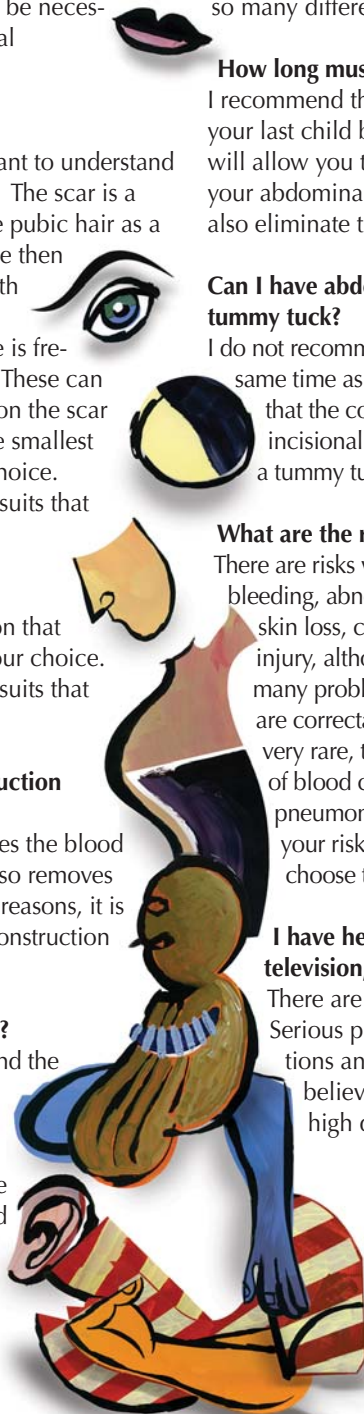 be neces-
al
ant to understand
The scar is a
e pubic hair as a
e then
th
e is fre-
These can
on the scar
e smallest
hoice.
suits that
on that
our choice.
suits that
uction
es the blood
so removes
reasons, it is
onstruction
?
nd the
e
d
so many differe
How long mus
I recommend th
your last child b
will allow you t
your abdomina
also eliminate t
Can I have abdo
tummy tuck?
I do not recomm
same time as
that the co
incisional
a tummy tu
What are the r
There are risks w
bleeding, abn
skin loss, c
injury, altho
many probl
are correcta
very rare, t
of blood c
pneumon
your risk
choose t
I have he
television,
There are
Serious p
tions an
believ
high c